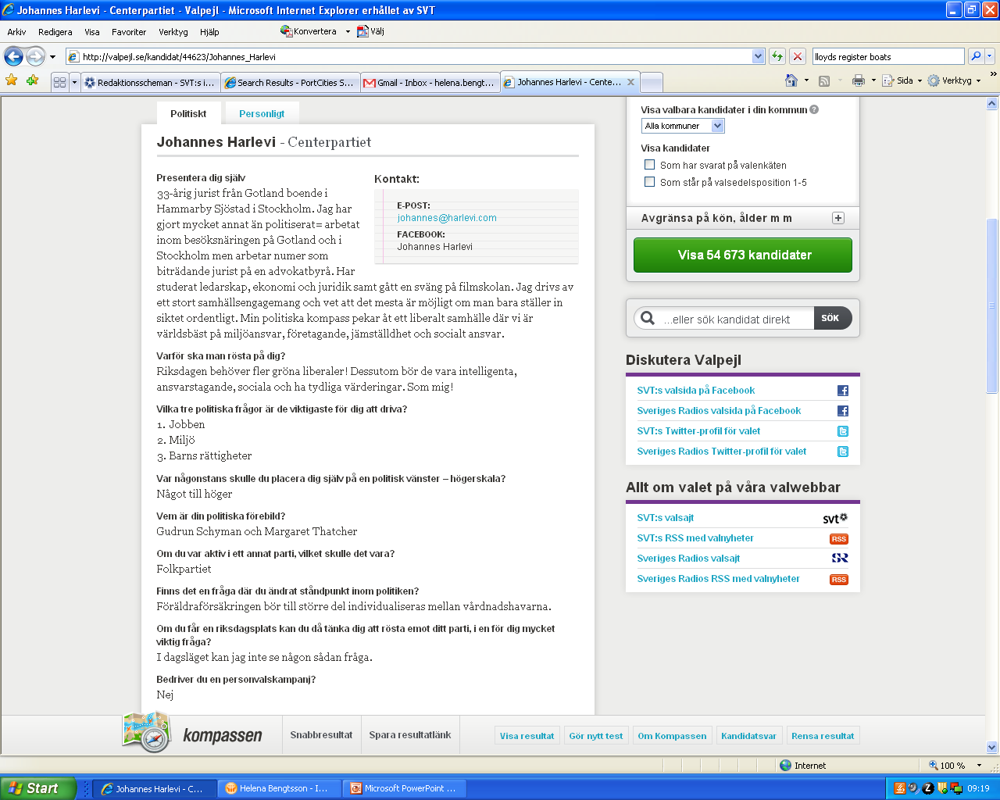 Johannes Harlevi - Centerpartiet - Valpejl - Microsoft Internet Explorer erhållet av SVT
Arkiv Redigera Visa Favoriter Verktyg Hjälp Konvertera Välj
http://valpejl.se/kandidat/44623/Johannes_Harlevi
lloyds register boats
Redaktionsscheman - SVT:s i...
Search Results - PortCities S...
Gmail - Inbox - helena.bengt...
Johannes Harlevi - Cente...
Sida Verktyg
Politiskt
Personligt
Johannes Harlevi - Centerpartiet
Presentera dig själv
33-årig jurist från Gotland boende i
Hammarby Sjöstad i Stockholm. Jag har
gjort mycket annat än politiserat= arbetat
inom besöksnäringen på Gotland och i
Stockholm men arbetar numer som
biträdande jurist på en advokatbyrå. Har
studerat ledarskap, ekonomi och juridik samt gått en sväng på filmskolan. Jag drivs av
ett stort samhällsengagemang och vet att det mesta är möjligt om man bara ställer in
siktet ordentligt. Min politiska kompass pekar åt ett liberalt samhälle där vi är
världsbäst på miljöansvar, företagande, jämställdhet och socialt ansvar.
Kontakt:
E-POST:
johannes@harlevi.com
FACEBOOK:
Johannes Harlevi
Varför ska man rösta på dig?
Riksdagen behöver fler gröna liberaler! Dessutom bör de vara intelligenta,
ansvarstagande, sociala och ha tydliga värderingar. Som mig!
Vilka tre politiska frågor är de viktigaste för dig att driva?
1. Jobben
2. Miljö
3. Barns rättigheter
Var någonstans skulle du placera dig själv på en politisk vänster – högerskala?
Något till höger
Vem är din politiska förebild?
Gudrun Schyman och Margaret Thatcher
Om du var aktiv i ett annat parti, vilket skulle det vara?
Folkpartiet
Finns det en fråga där du ändrat ståndpunkt inom politiken?
Föräldraförsäkringen bör till större del individualiseras mellan vårdnadshavarna.
Om du får en riksdagsplats kan du då tänka dig att rösta emot ditt parti, i en för dig mycket
viktig fråga?
I dagsläget kan jag inte se någon sådan fråga.
Bedriver du en personvalskampanj?
Nej
Visa valbara kandidater i din kommun ?
Alla kommuner
Visa kandidater
Som har svarat på valenkäten
Som står på valsedelsposition 1-5
Avgränsa på kön, ålder m m +
Visa 54 673 kandidater
...eller sök kandidat direkt SÖK
Diskutera Valpejl
SVT:s valsida på Facebook
Sveriges Radios valsida på Facebook
SVT:s Twitter-profil för valet
Sveriges Radios Twitter-profil för valet
Allt om valet på våra valwebbar
SVT:s valsajt svt
SVT:s RSS med valnyheter RSS
Sveriges Radios valsajt SR
Sveriges Radios RSS med valnyheter RSS
kompassen
Snabbresultat
Spara resultatlänk
Visa resultat
Gör nytt test
Om Kompassen
Kandidatsvar
Rensa resultat
Internet
100 %
Start
Johannes Harlevi - C...
Helena Bengtsson - I...
Microsoft PowerPoint ...
09:19